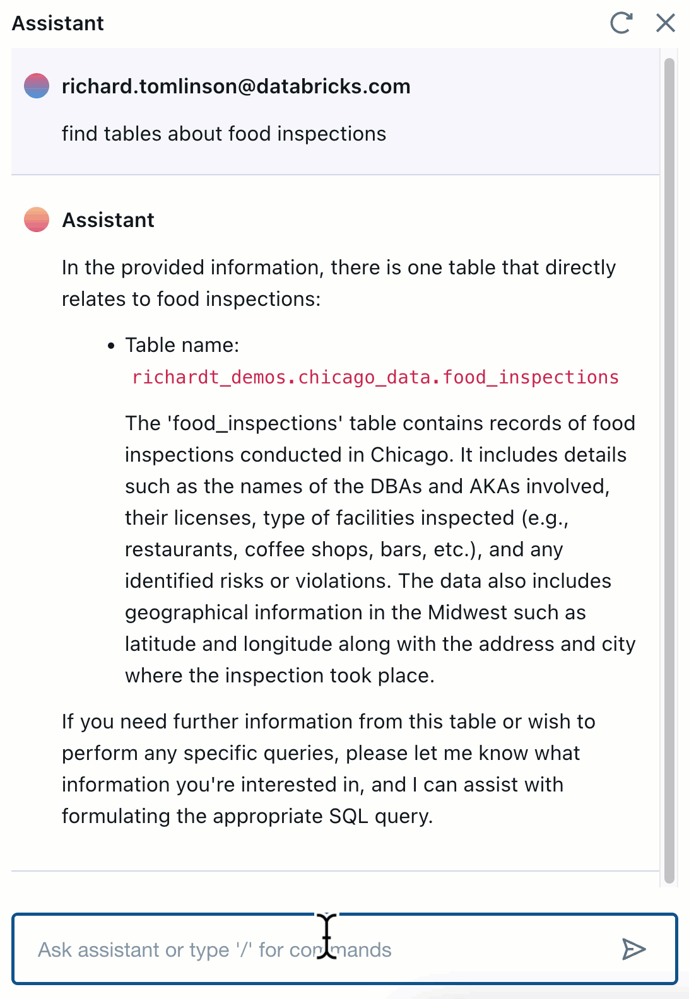 Assistant
richard.tomlinson@databricks.com
find tables about food inspections
Assistant
In the provided information, there is one table that directly
relates to food inspections:
• Table name:
richardt_demos.chicago_data.food_inspections
The 'food_inspections' table contains records of food
inspections conducted in Chicago. It includes details
such as the names of the DBAs and AKAs involved,
their licenses, type of facilities inspected (e.g.,
restaurants, coffee shops, bars, etc.), and any
identified risks or violations. The data also includes
geographical information in the Midwest such as
latitude and longitude along with the address and city
where the inspection took place.
If you need further information from this table or wish to
perform any specific queries, please let me know what
information you're interested in, and I can assist with
formulating the appropriate SQL query.
Ask assistant or type '/' for commands